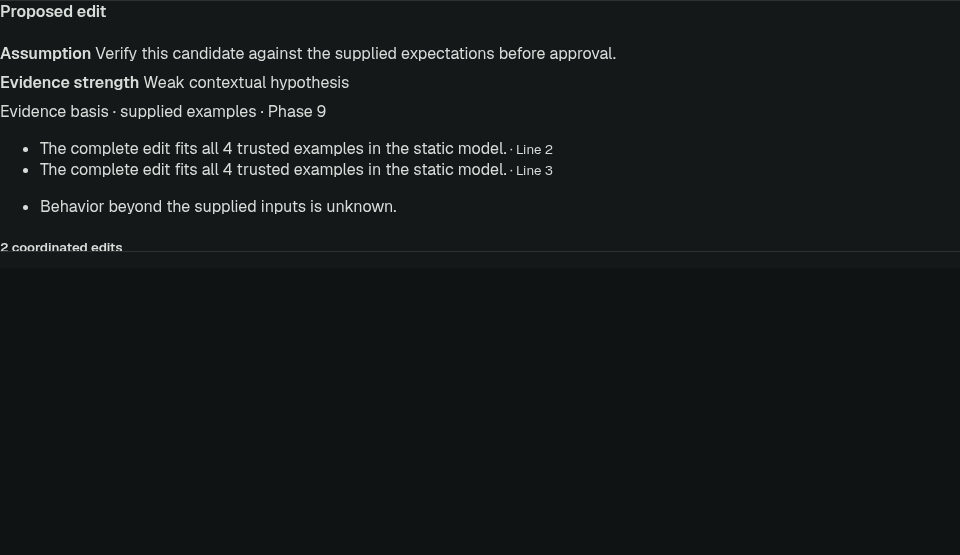 Proposed edit
Assumption Verify this candidate against the supplied expectations before approval.
Evidence strength Weak contextual hypothesis
Evidence basis · supplied examples · Phase 9
• The complete edit fits all 4 trusted examples in the static model. · Line 2
• The complete edit fits all 4 trusted examples in the static model. · Line 3
• Behavior beyond the supplied inputs is unknown.
2 coordinated edits